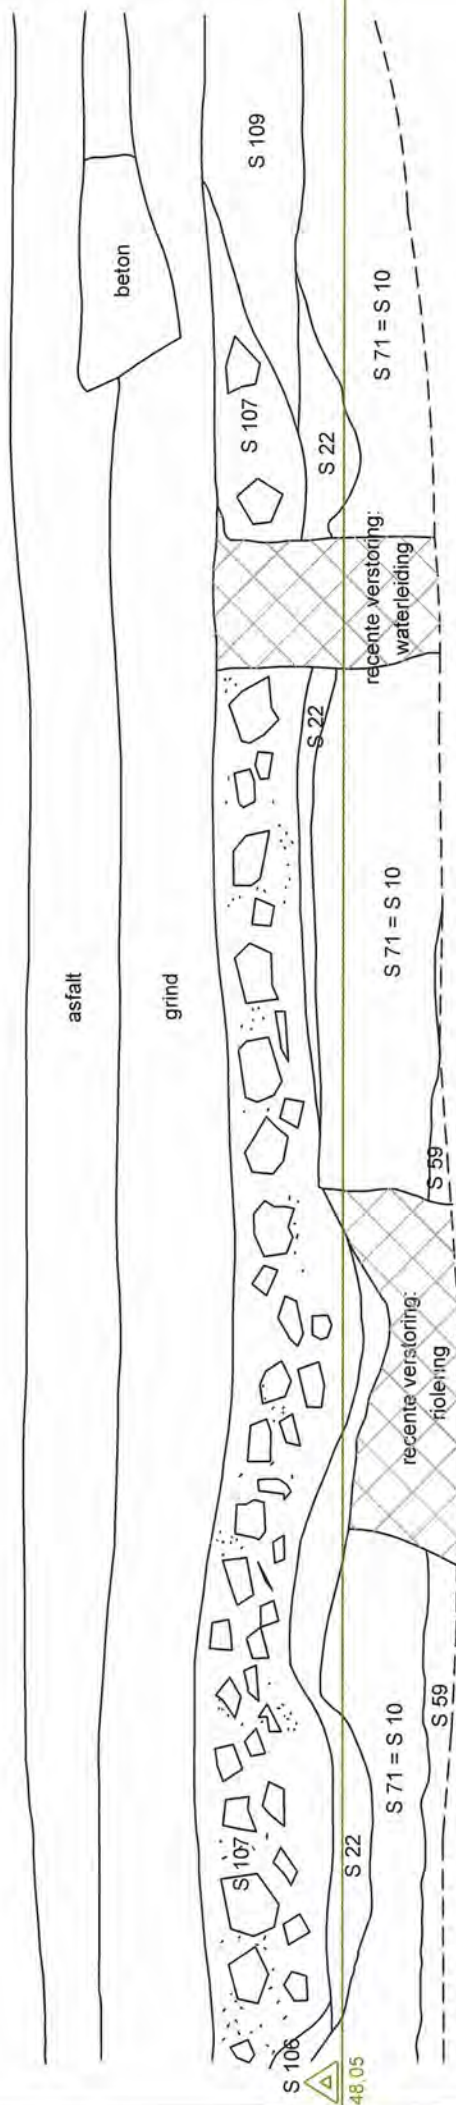 asfalt
beton
grind
S 106
S 107
S 107
S 109
S 22
S 22
S 22
48,05
S 71 = S 10
S 71 = S 10
S 71 = S 10
recente verstoring:
riolering
recente verstoring:
waterleiding
S 59
S 59